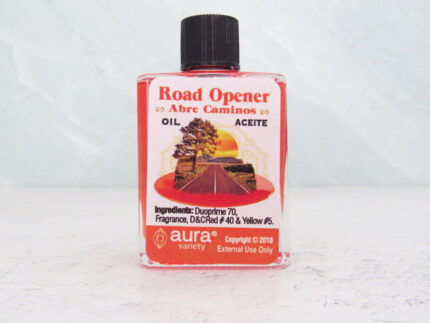 Road Opener
Abre Caminos
OIL ACEITE
Ingredients: Duoprime 70,
Fragrance, D&CRed # 40 & Yellow #5.
aura®
variety
Copyright © 2018
External Use Only